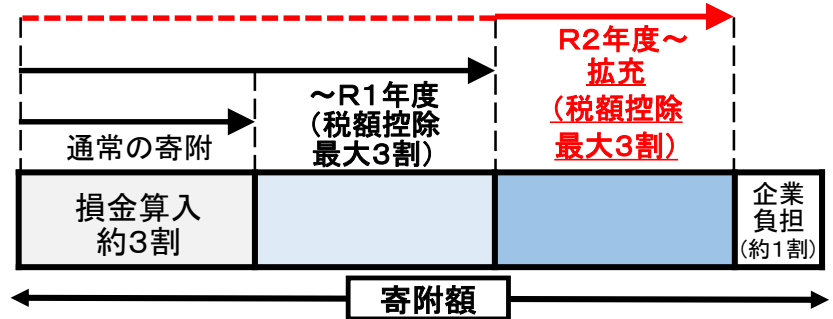 通常の寄附
~R1年度
(税額控除
最大3割)
R2年度~
拡充
(税額控除
最大3割)
損金算入
約3割
企業
負担
(約1割)
寄附額